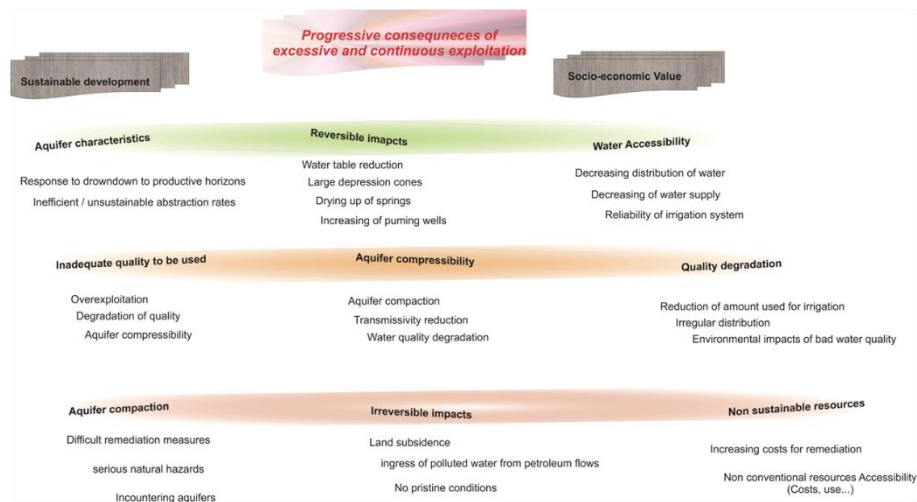 Progressive consequneces of
excessive and continuous exploitation
Sustainable development
Socio-economic Value
Aquifer characteristics
Reversible imapcts
Water Accessibility
Response to drowndown to productive horizons
Inefficient / unsustainable abstraction rates
Water table reduction
Large depression cones
Drying up of springs
Increasing of puming wells
Decreasing distribution of water
Decreasing of water supply
Reliability of irrigation system
Inadequate quality to be used
Aquifer compressibility
Quality degradation
Overexploitation
Degradation of quality
Aquifer compressibility
Aquifer compaction
Transmissivity reduction
Water quality degradation
Reduction of amount used for irrigation
Irregular distribution
Environmental impacts of bad water quality
Aquifer compaction
Irreversible impacts
Non sustainable resources
Difficult remediation measures
serious natural hazards
Incountering aquifers
Land subsidence
ingress of polluted water from petroleum flows
No pristine conditions
Increasing costs for remediation
Non conventional resources Accessibility
(Costs, use...)